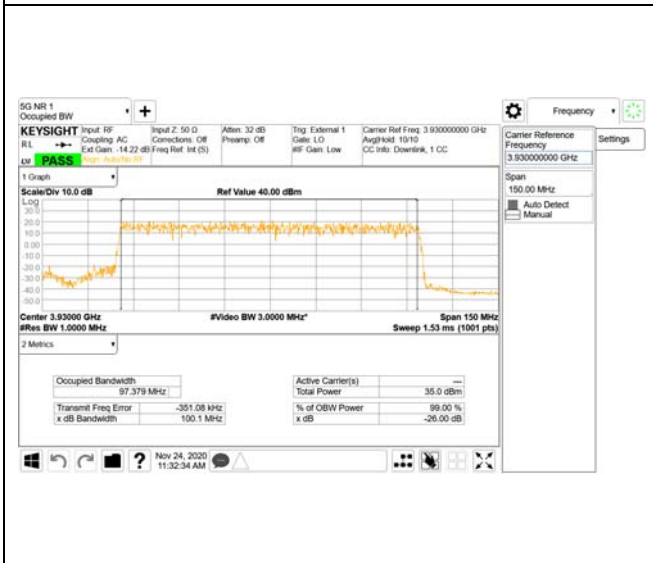 5G NR 1
Occupied BW
+
Frequency
KEYSIGHT
RL
LXI
PASS
Input: RF
Coupling: AC
Ext Gain: -14.22 dB
Align: Auto/No RF
Input Z: 50 Ω
Corrections: Off
Freq Ref: Int (S)
Atten: 32 dB
Preamp: Off
Trig: External 1
Gate: LO
#IF Gain: Low
Carrier Ref Freq: 3.930000000 GHz
Avg|Hold: 10/10
CC Info: Downlink, 1 CC
Carrier Reference
Frequency
3.930000000 GHz
Settings
Span
150.00 MHz
Auto Detect
Manual
1 Graph
Scale/Div 10.0 dB
Ref Value 40.00 dBm
Log
30.0
20.0
10.0
0.00
-10.0
-20.0
-30.0
-40.0
-50.0
Center 3.93000 GHz
#Video BW 3.0000 MHz*
Span 150 MHz
#Res BW 1.0000 MHz
Sweep 1.53 ms (1001 pts)
2 Metrics
Occupied Bandwidth
97.379 MHz
Active Carrier(s)
---
Total Power
35.0 dBm
Transmit Freq Error
-351.08 kHz
% of OBW Power
99.00 %
x dB Bandwidth
100.1 MHz
x dB
-26.00 dB
?
Nov 24, 2020
11:32:34 AM